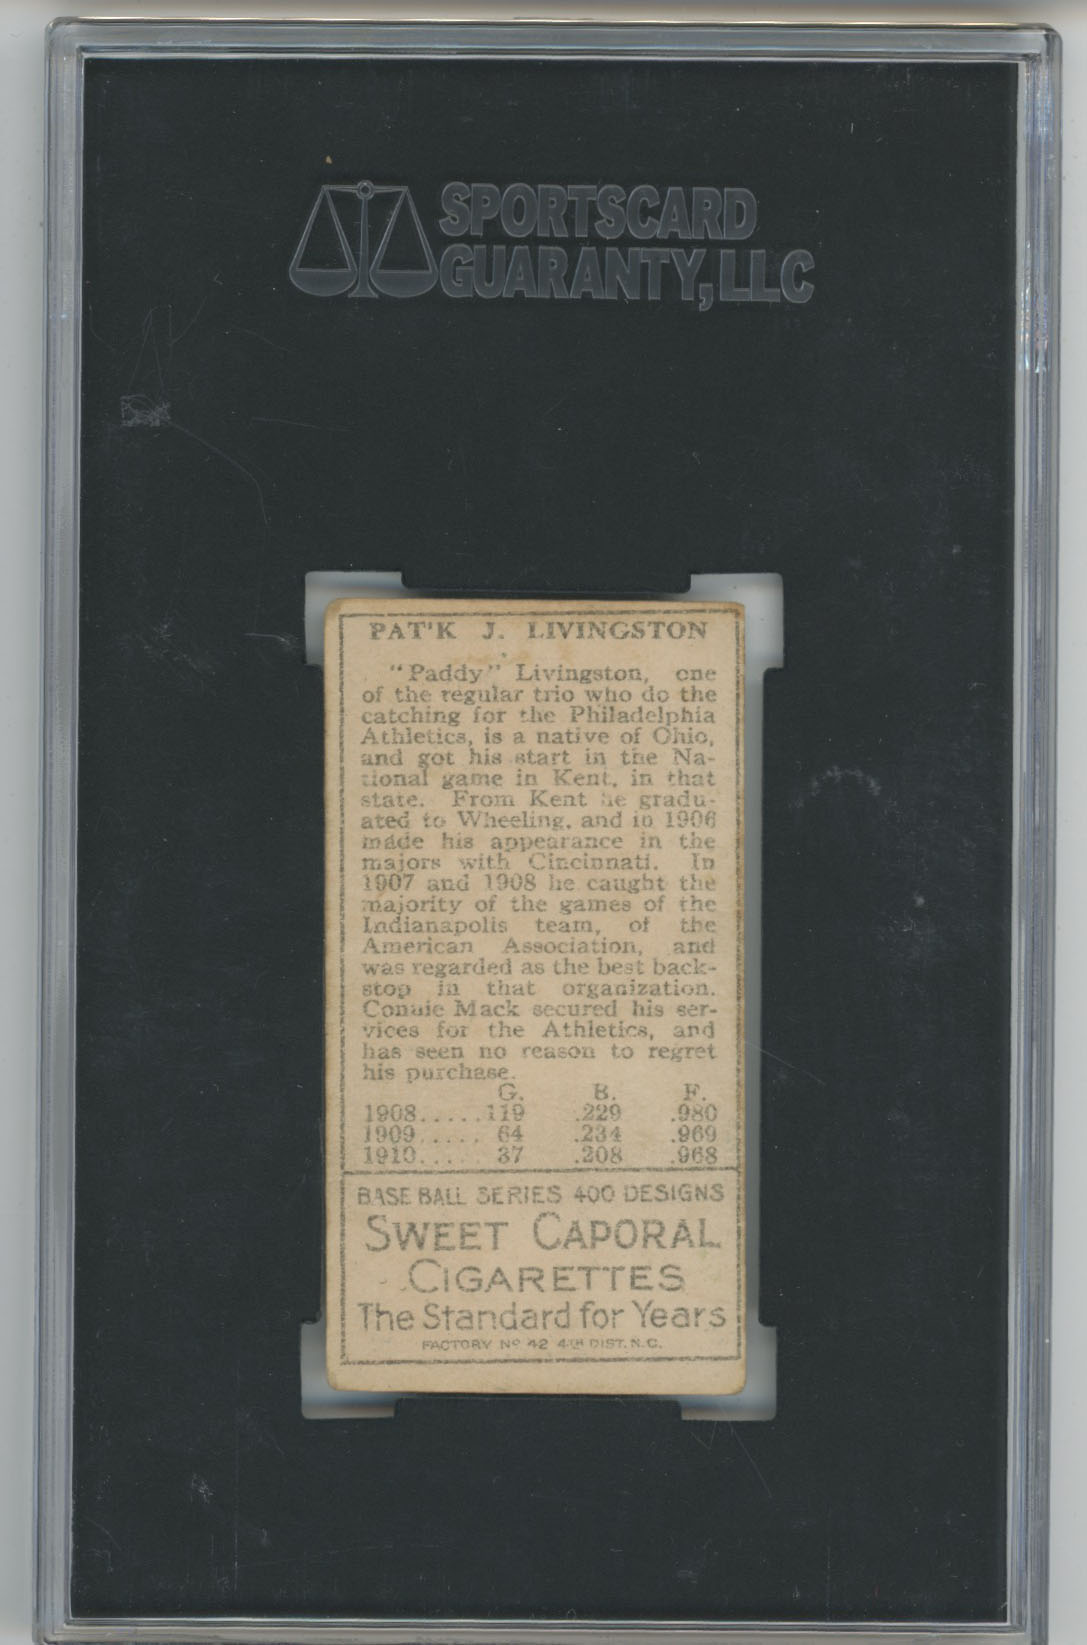 SPORTSCARD
GUARANTY, LLC
PAT'K J. LIVINGSTON
"Paddy" Livingston, one
of the regular trio who do the
catching for the Philadelphia
Athletics, is a native of Ohio,
and got his start in the Na-
tional game in Kent, in that
state. From Kent he gradu-
ated to Wheeling, and in 1906
made his appearance in the
majors with Cincinnati. In
1907 and 1908 he caught the
majority of the games of the
Indianapolis team, of the
American Association, and
was regarded as the best back-
stop in that organization.
Connie Mack secured his ser-
vices for the Athletics, and
has seen no reason to regret
his purchase.
G. B. F.
1908.....119 .229 .980
1909..... 64 .234 .969
1910..... 37 .208 .968
BASE BALL SERIES 400 DESIGNS
SWEET CAPORAL
CIGARETTES
The Standard for Years
FACTORY No 42 4TH DIST. N.C.